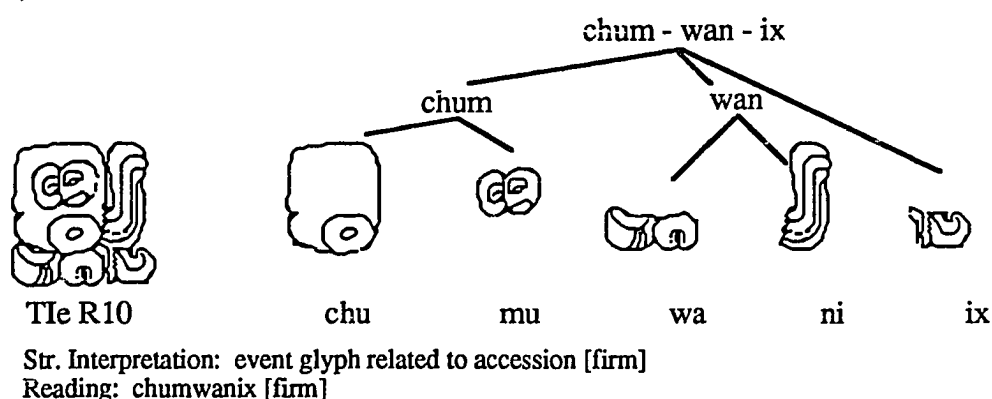 chum - wan - ix
chum wan
TIe R10 chu mu wa ni ix
Str. Interpretation: event glyph related to accession [firm]
Reading: chumwanix [firm]